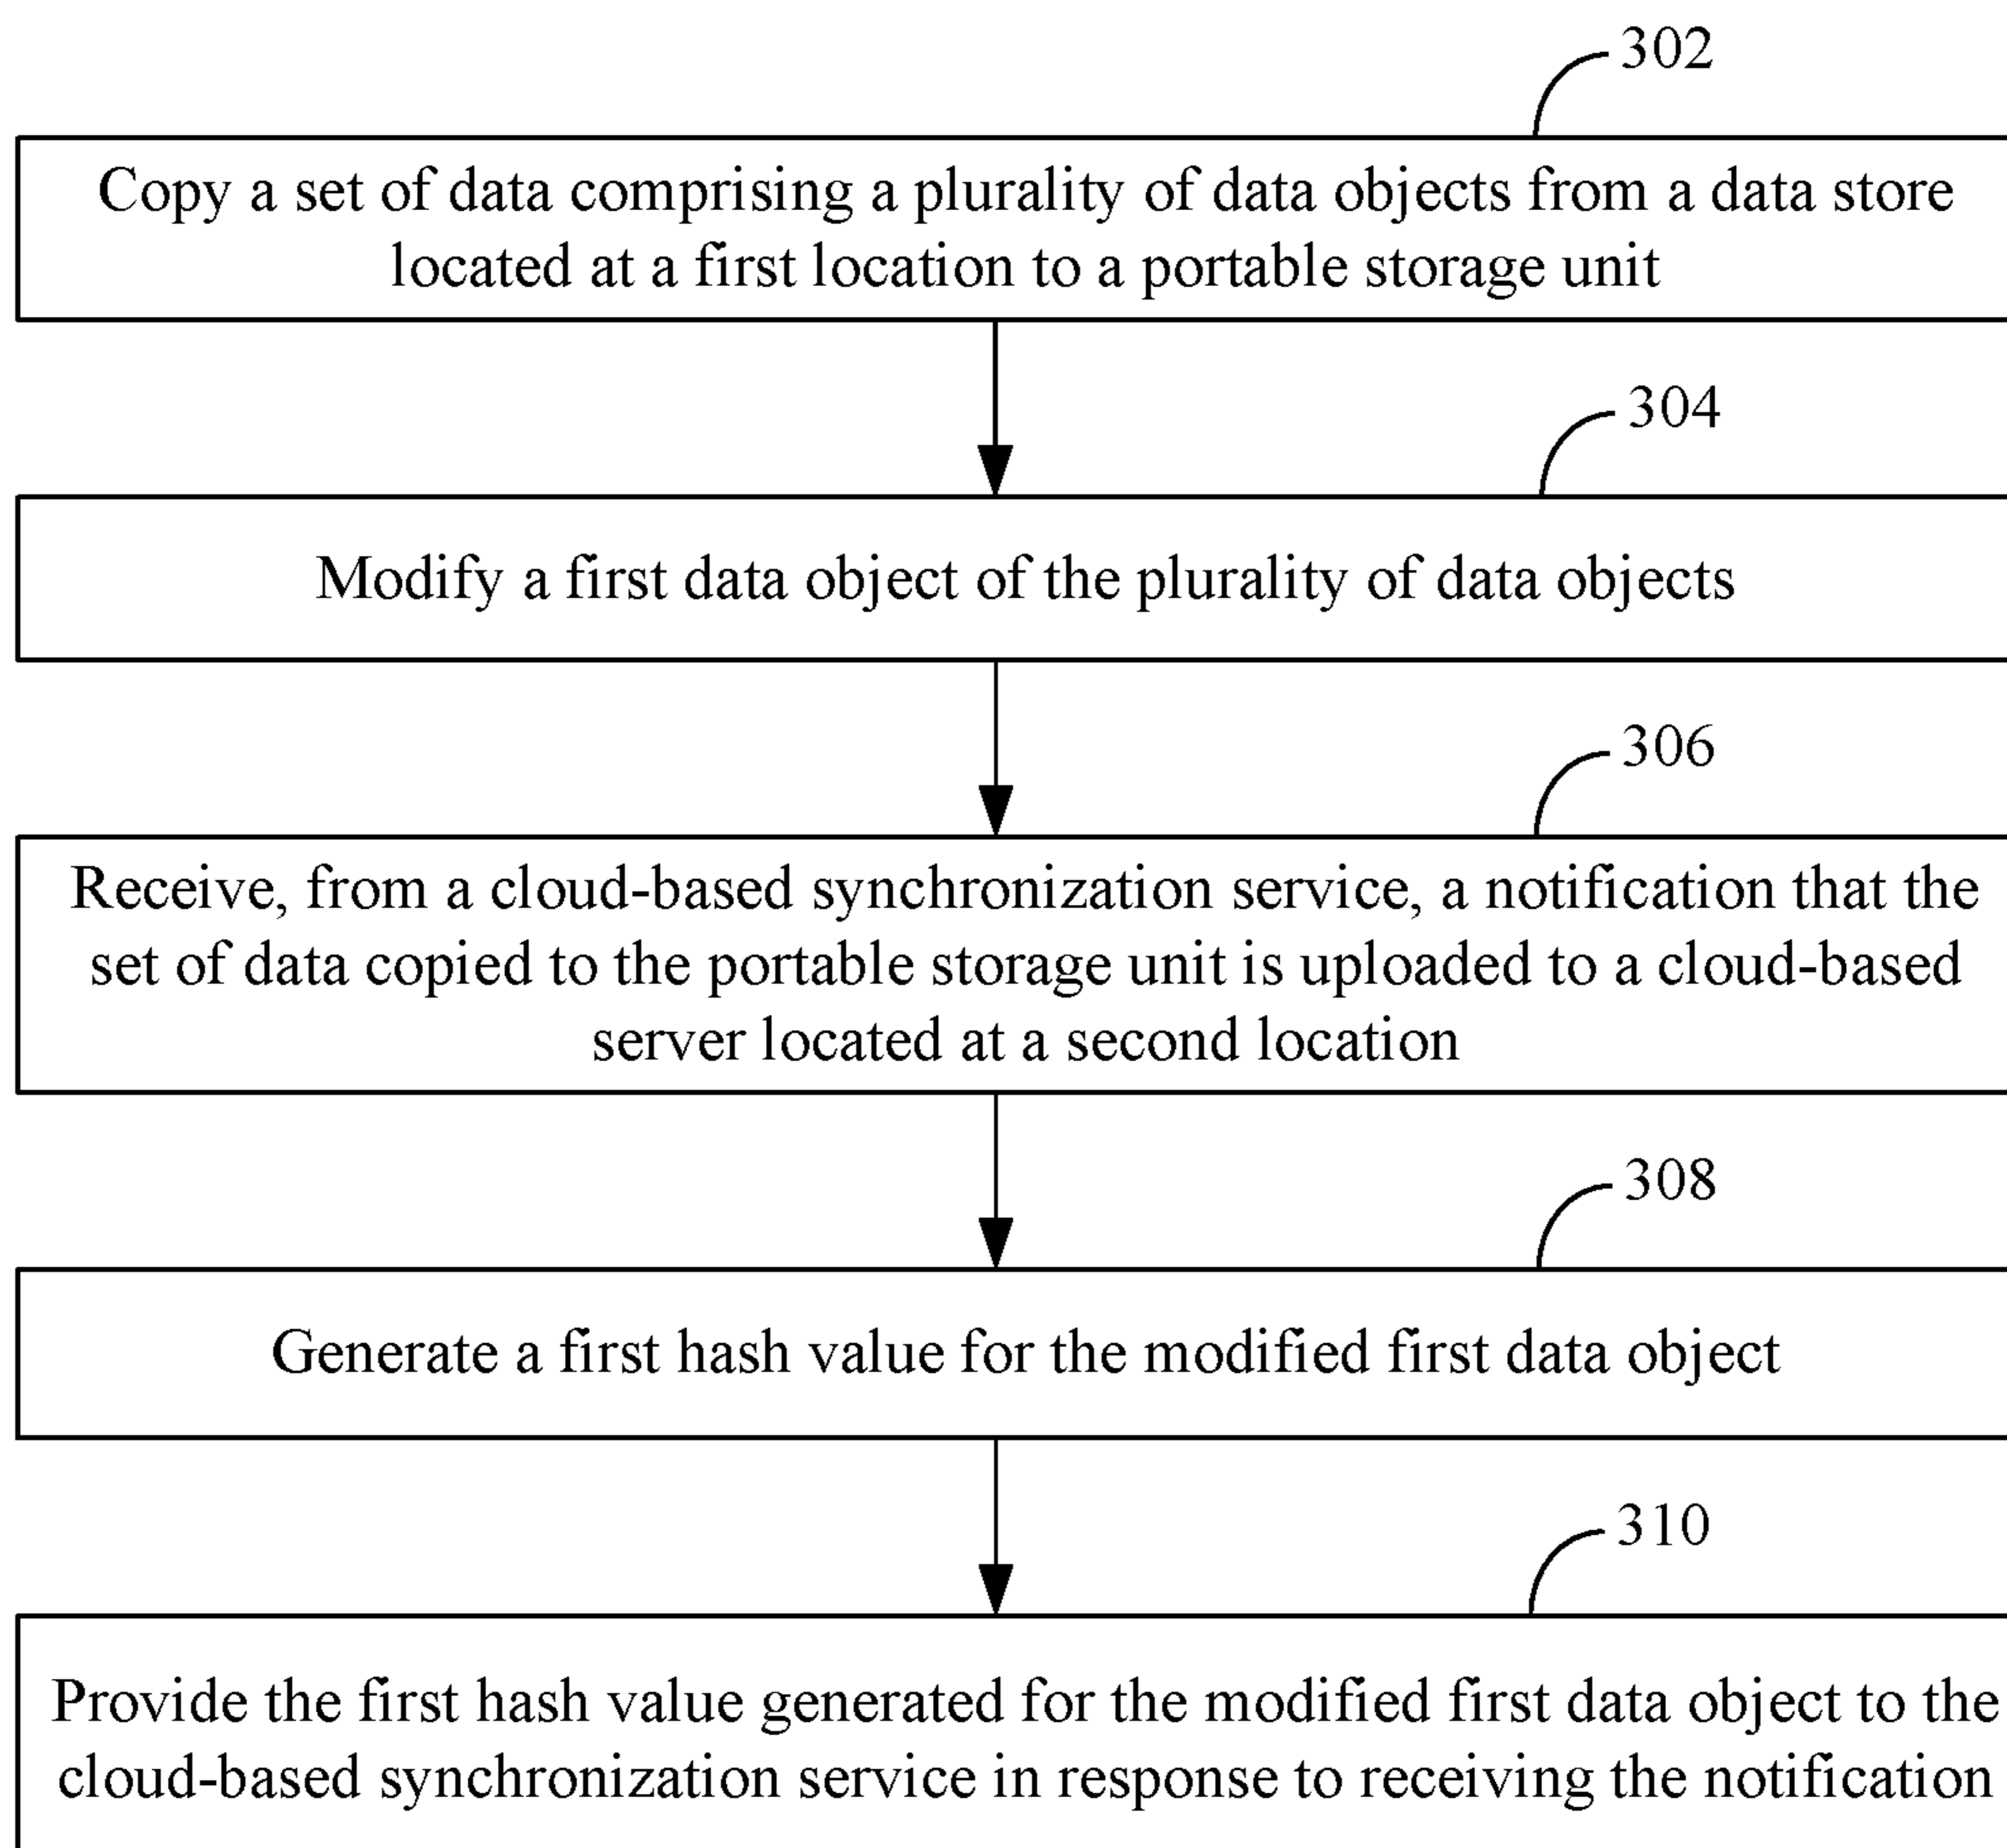 302
Copy a set of data comprising a plurality of data objects from a data store
located at a first location to a portable storage unit
304
Modify a first data object of the plurality of data objects
306
Receive, from a cloud-based synchronization service, a notification that the
set of data copied to the portable storage unit is uploaded to a cloud-based
server located at a second location
308
Generate a first hash value for the modified first data object
310
Provide the first hash value generated for the modified first data object to the
cloud-based synchronization service in response to receiving the notification